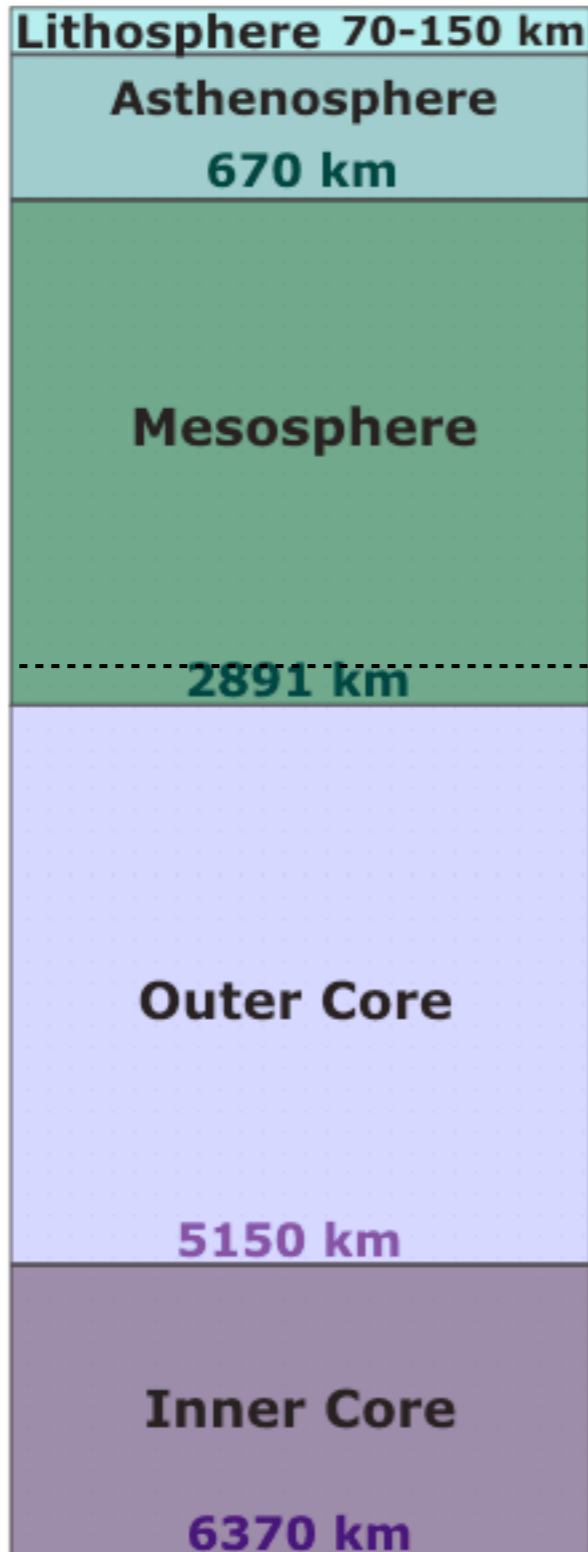 Lithosphere 70-150 km
Asthenosphere
670 km
Mesosphere
2891 km
Outer Core
5150 km
Inner Core
6370 km